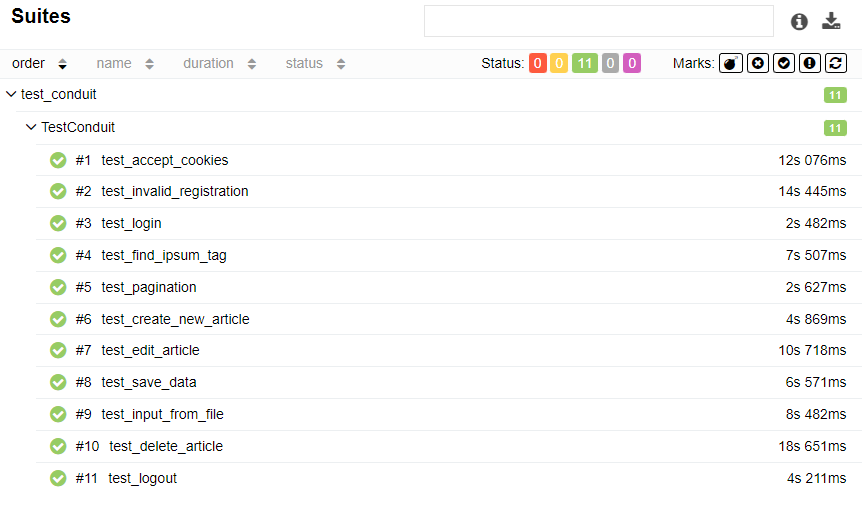 Suites
order name duration status Status: 0 0 11 0 0 Marks:
test_conduit 11
TestConduit 11
#1 test_accept_cookies 12s 076ms
#2 test_invalid_registration 14s 445ms
#3 test_login 2s 482ms
#4 test_find_ipsum_tag 7s 507ms
#5 test_pagination 2s 627ms
#6 test_create_new_article 4s 869ms
#7 test_edit_article 10s 718ms
#8 test_save_data 6s 571ms
#9 test_input_from_file 8s 482ms
#10 test_delete_article 18s 651ms
#11 test_logout 4s 211ms